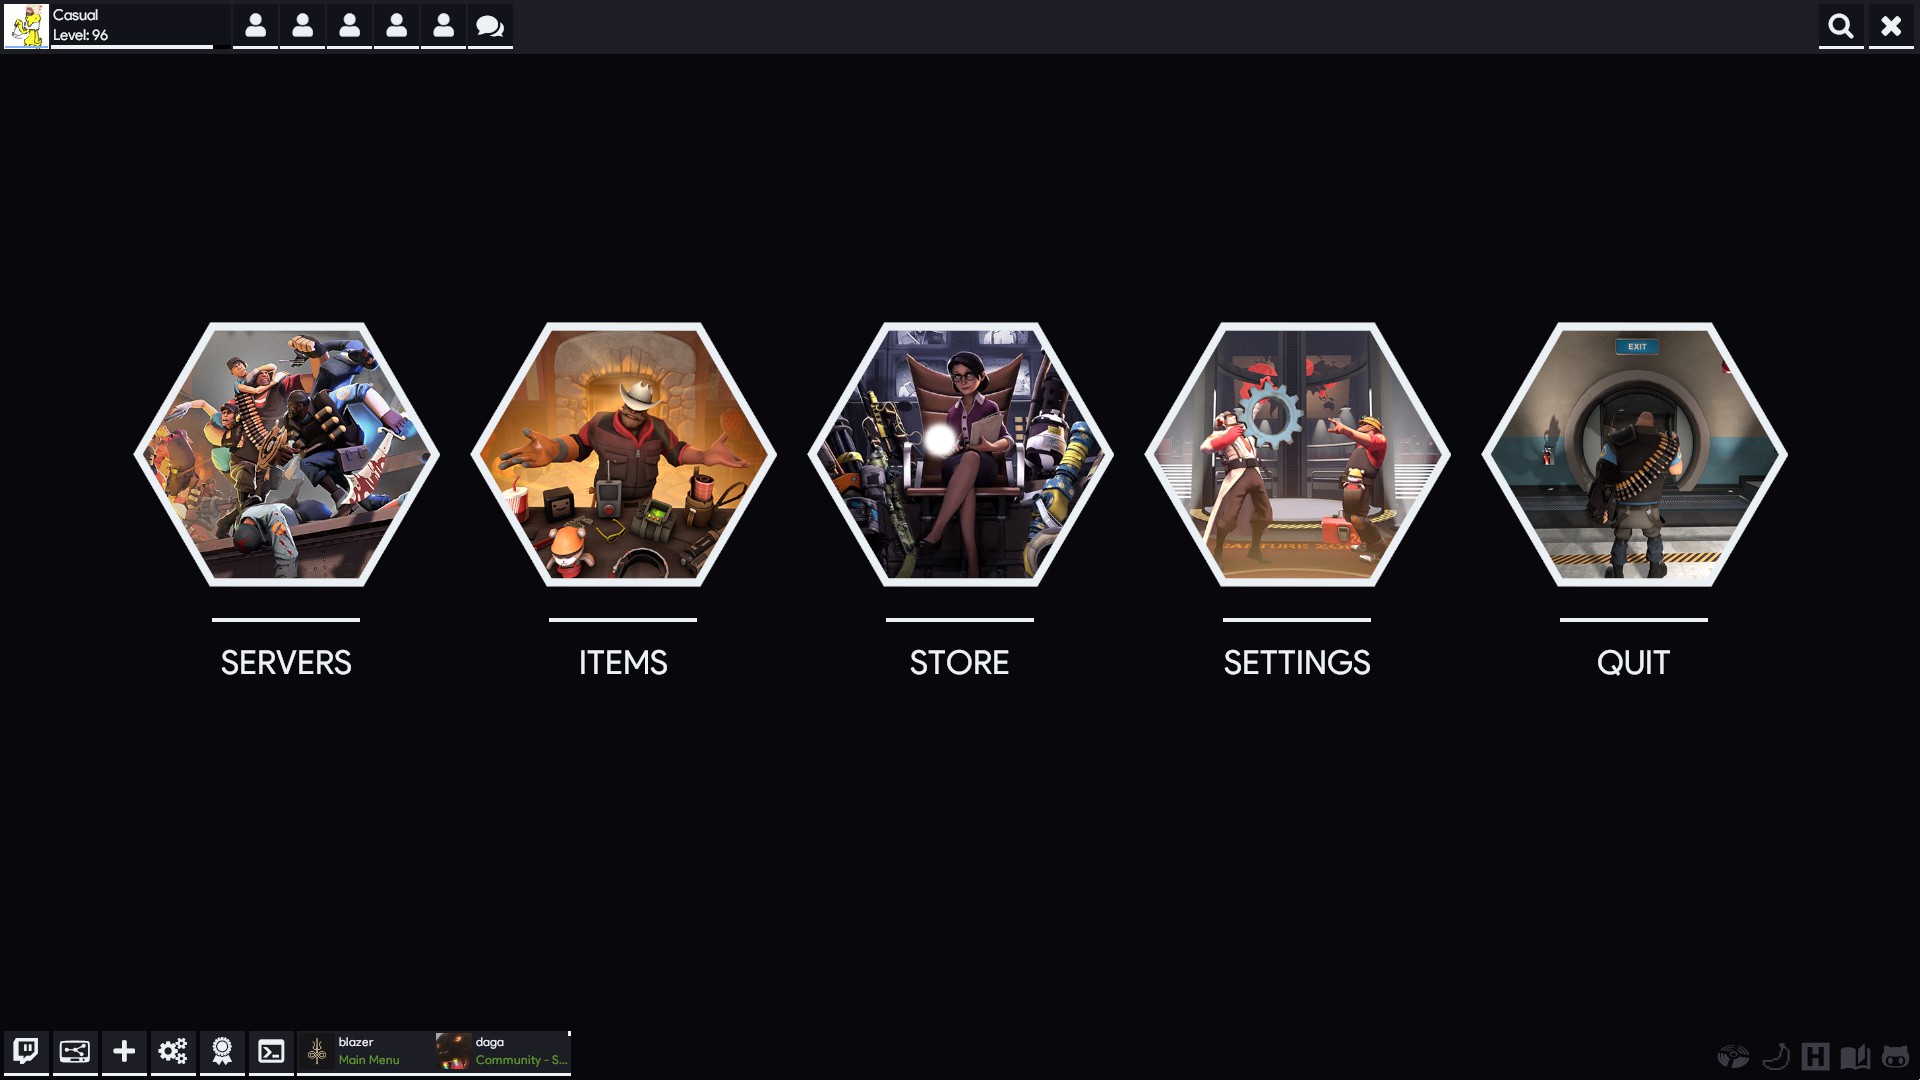 Casual
Level: 96
EXIT
SERVERS
ITEMS
STORE
SETTINGS
QUIT
blazer
Main Menu
daga
Community - S...
H